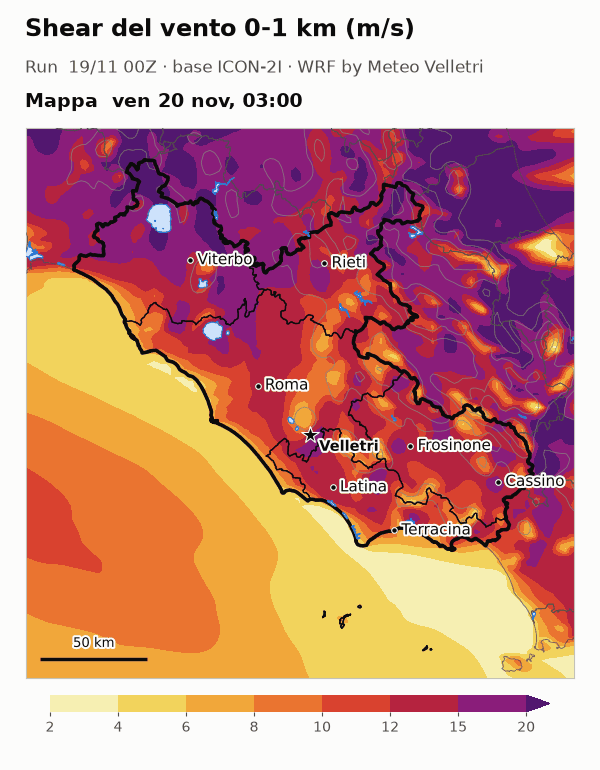 Shear del vento 0-1 km (m/s)
Run 19/11 00Z · base ICON-2I · WRF by Meteo Velletri
Mappa ven 20 nov, 03:00
Viterbo
Rieti
Roma
Velletri
Frosinone
Cassino
Latina
Terracina
50 km
2 4 6 8 10 12 15 20